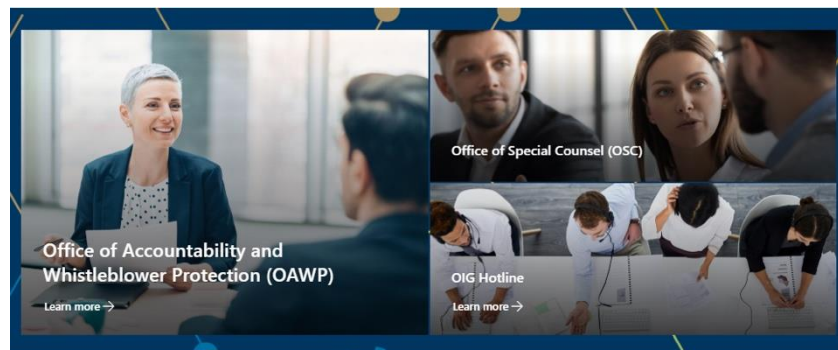 Office of Accountability and
Whistleblower Protection (OAWP)
Learn more →
Office of Special Counsel (OSC)
OIG Hotline
Learn more →